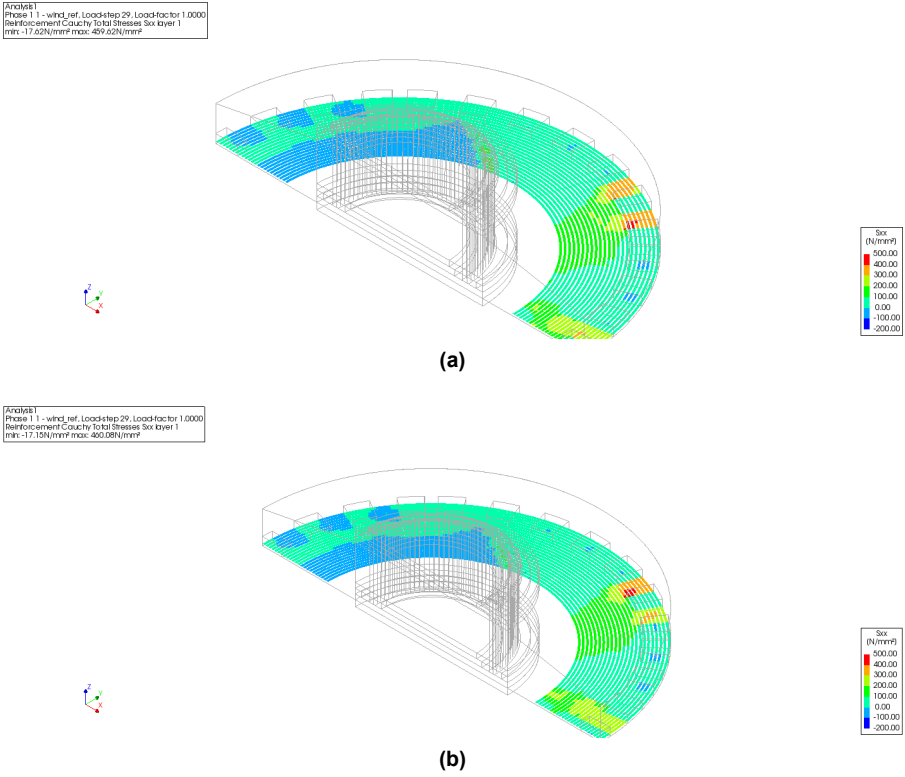 Analysis1
Phase 1 1 - wind_ref, Load-step 29, Load-factor 1.0000
Reinforcement Cauchy Total Stresses Sxx layer 1
min: -17.62N/mm² max: 459.62N/mm²
Sxx
(N/mm²)
500.00
400.00
300.00
200.00
100.00
0.00
-100.00
-200.00
Z
Y
X
(a)
Analysis1
Phase 1 1 - wind_ref, Load-step 29, Load-factor 1.0000
Reinforcement Cauchy Total Stresses Sxx layer 1
min: -17.15N/mm² max: 460.08N/mm²
Sxx
(N/mm²)
500.00
400.00
300.00
200.00
100.00
0.00
-100.00
-200.00
Z
Y
X
(b)